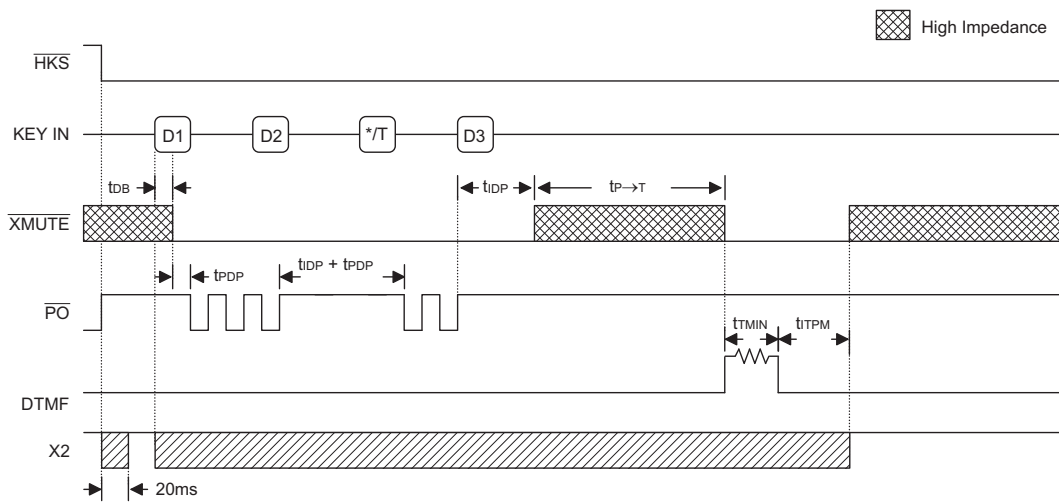 High Impedance
HKS
KEY IN
D1
D2
*/T
D3
tDB
tIDP
tP→T
XMUTE
tPDP
tIDP + tPDP
PO
tTMIN
tITPM
DTMF
X2
20ms